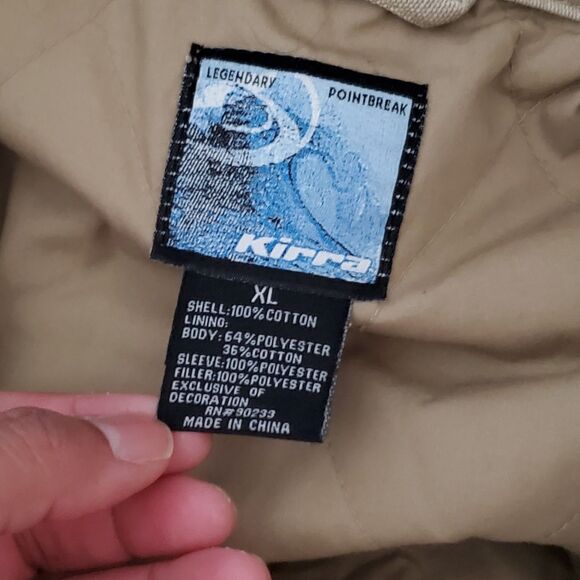 LEGENDARY
POINTBREAK
Kirra
XL
SHELL:100%COTTON
LINING:
BODY:64%POLYESTER
36%COTTON
SLEEVE:100%POLYESTER
FILLER:100%POLYESTER
EXCLUSIVE OF
DECORATION
RN#90233
MADE IN CHINA